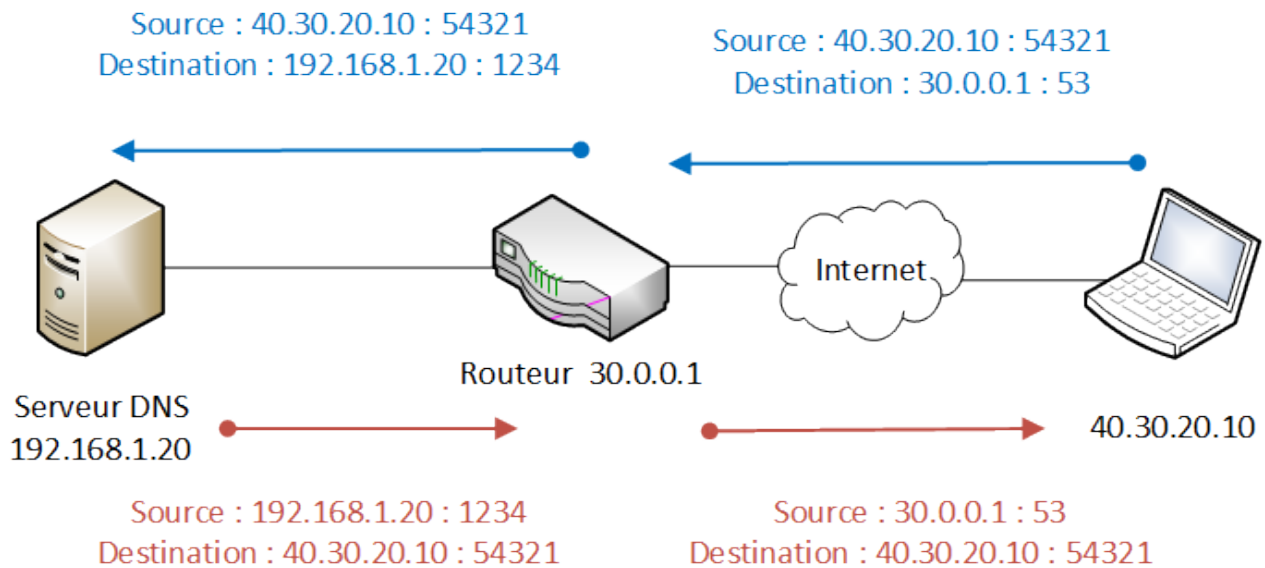 Source : 40.30.20.10 : 54321
Destination : 192.168.1.20 : 1234
Source : 40.30.20.10 : 54321
Destination : 30.0.0.1 : 53
Internet
Routeur 30.0.0.1
Serveur DNS
192.168.1.20
40.30.20.10
Source : 192.168.1.20 : 1234
Destination : 40.30.20.10 : 54321
Source : 30.0.0.1 : 53
Destination : 40.30.20.10 : 54321